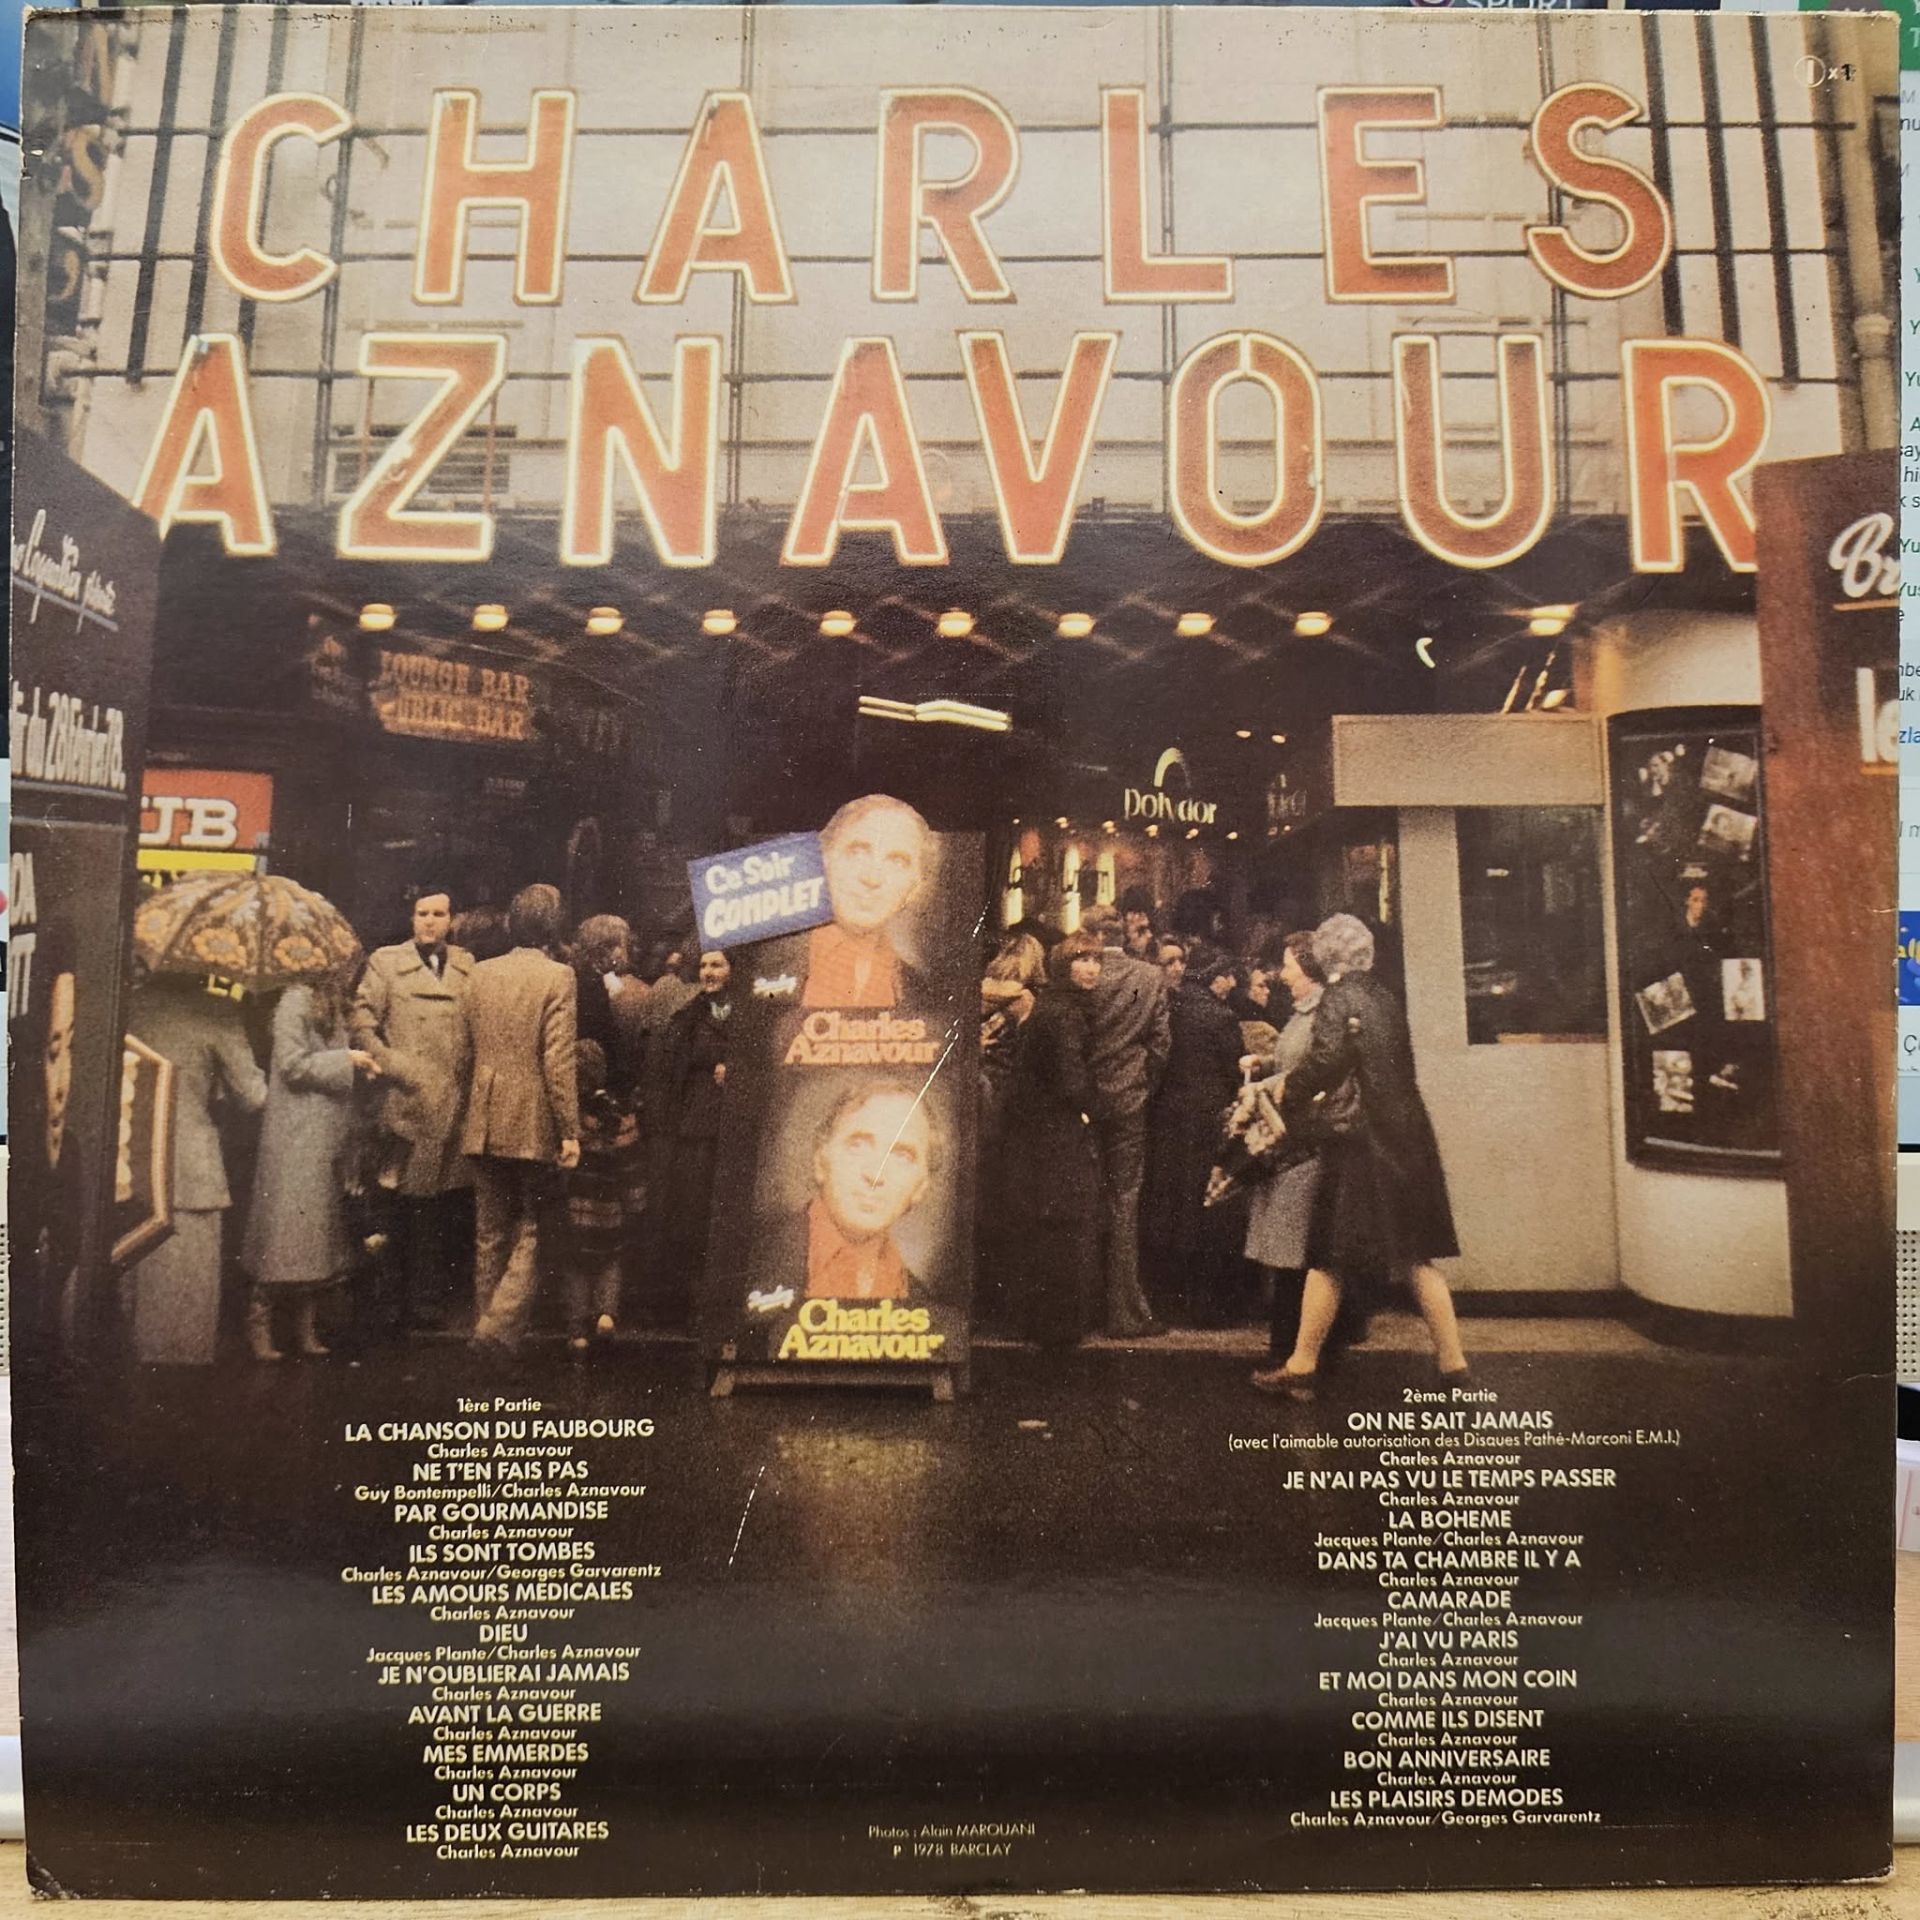 CHARLES
AZNAVOUR
LOUNGE BAR
PUBLIC BAR
UB
Polydor
Ce Soir
COMPLET
Charles
Aznavour
Charles
Aznavour
1ère Partie
LA CHANSON DU FAUBOURG
Charles Aznavour
NE T'EN FAIS PAS
Guy Bontempelli/Charles Aznavour
PAR GOURMANDISE
Charles Aznavour
ILS SONT TOMBES
Charles Aznavour/Georges Garvarentz
LES AMOURS MEDICALES
Charles Aznavour
DIEU
Jacques Plante/Charles Aznavour
JE N'OUBLIERAI JAMAIS
Charles Aznavour
AVANT LA GUERRE
Charles Aznavour
MES EMMERDES
Charles Aznavour
UN CORPS
Charles Aznavour
LES DEUX GUITARES
Charles Aznavour
2ème Partie
ON NE SAIT JAMAIS
(avec l'aimable autorisation des Disques Pathé-Marconi E.M.I.)
Charles Aznavour
JE N'AI PAS VU LE TEMPS PASSER
Charles Aznavour
LA BOHEME
Jacques Plante/Charles Aznavour
DANS TA CHAMBRE IL Y A
Charles Aznavour
CAMARADE
Jacques Plante/Charles Aznavour
J'AI VU PARIS
Charles Aznavour
ET MOI DANS MON COIN
Charles Aznavour
COMME ILS DISENT
Charles Aznavour
BON ANNIVERSAIRE
Charles Aznavour
LES PLAISIRS DEMODES
Charles Aznavour/Georges Garvarentz
Photos : Alain MAROUANI
P 1978 BARCLAY